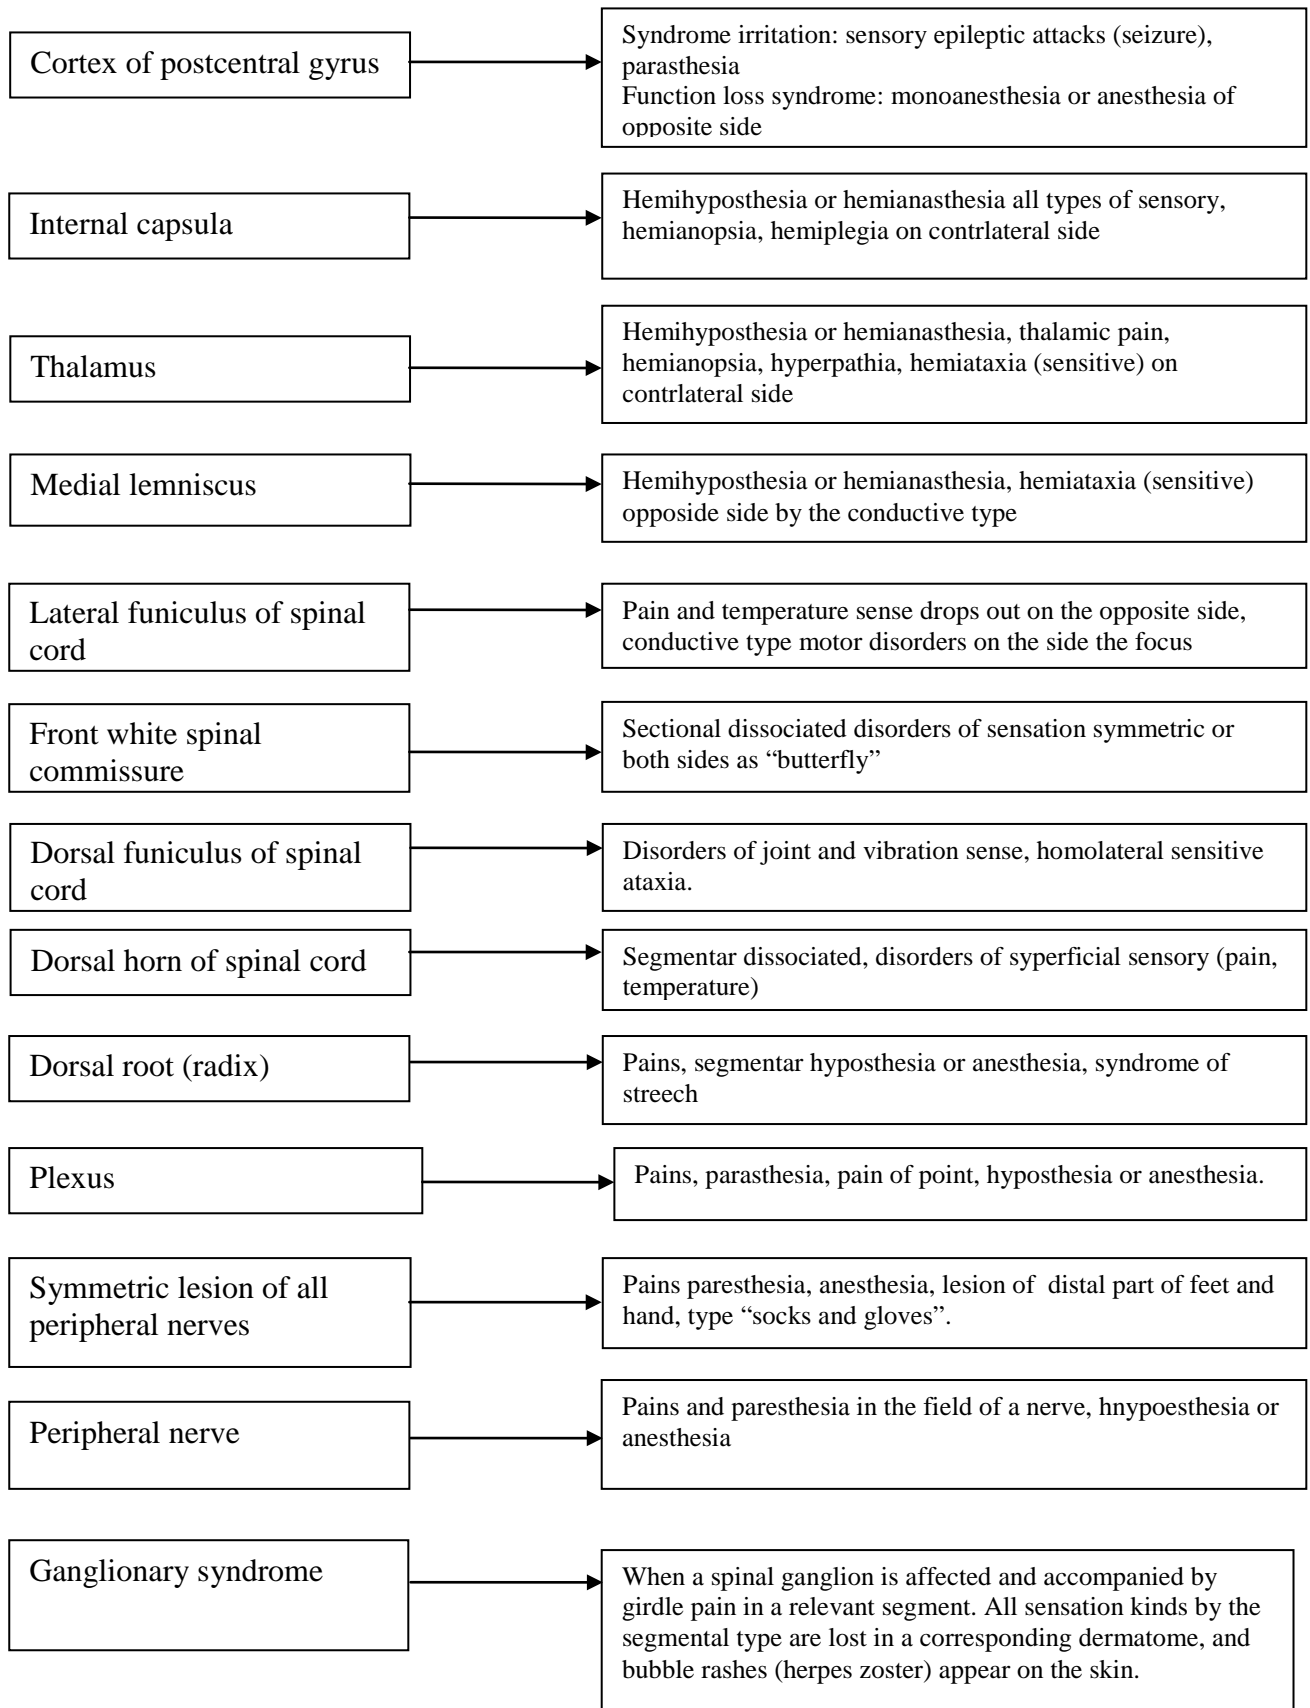 Cortex of postcentral gyrus
Syndrome irritation: sensory epileptic attacks (seizure),
parasthesia
Function loss syndrome: monoanesthesia or anesthesia of
opposite side
Internal capsula
Hemihyposthesia or hemianasthesia all types of sensory,
hemianopsia, hemiplegia on contrlateral side
Thalamus
Hemihyposthesia or hemianasthesia, thalamic pain,
hemianopsia, hyperpathia, hemiataxia (sensitive) on
contrlateral side
Medial lemniscus
Hemihyposthesia or hemianasthesia, hemiataxia (sensitive)
opposide side by the conductive type
Lateral funiculus of spinal
cord
Pain and temperature sense drops out on the opposite side,
conductive type motor disorders on the side the focus
Front white spinal
commissure
Sectional dissociated disorders of sensation symmetric or
both sides as “butterfly”
Dorsal funiculus of spinal
cord
Disorders of joint and vibration sense, homolateral sensitive
ataxia.
Dorsal horn of spinal cord
Segmentar dissociated, disorders of syperficial sensory (pain,
temperature)
Dorsal root (radix)
Pains, segmentar hyposthesia or anesthesia, syndrome of
streech
Plexus
Pains, parasthesia, pain of point, hyposthesia or anesthesia.
Symmetric lesion of all
peripheral nerves
Pains paresthesia, anesthesia, lesion of distal part of feet and
hand, type “socks and gloves”.
Peripheral nerve
Pains and paresthesia in the field of a nerve, hnypoesthesia or
anesthesia
Ganglionary syndrome
When a spinal ganglion is affected and accompanied by
girdle pain in a relevant segment. All sensation kinds by the
segmental type are lost in a corresponding dermatome, and
bubble rashes (herpes zoster) appear on the skin.